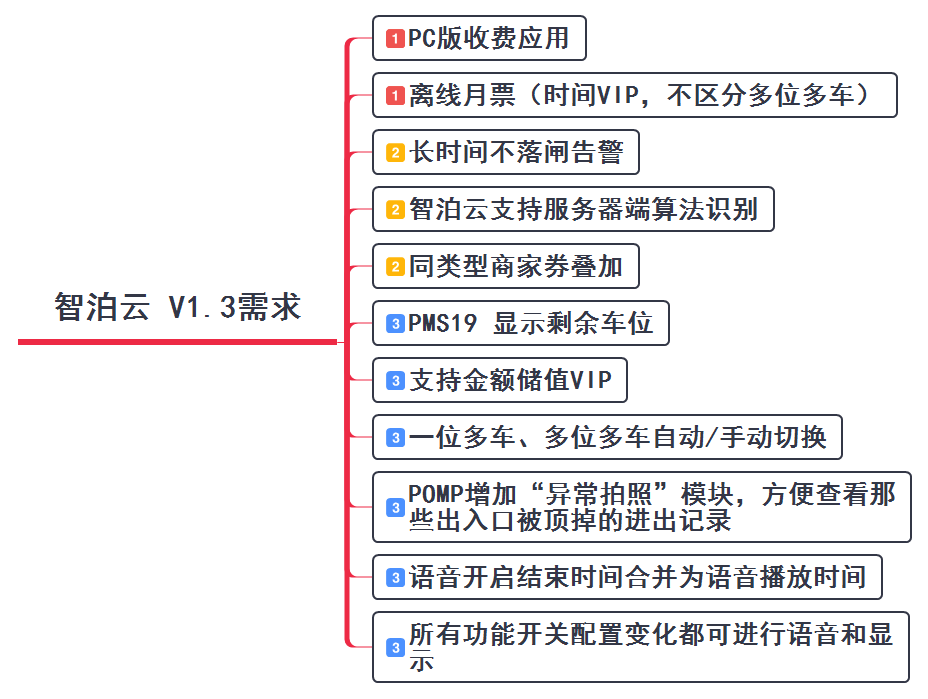 智泊云 V1.3需求
1 PC版收费应用
1 离线月票（时间VIP，不区分多位多车）
2 长时间不落闸告警
2 智泊云支持服务器端算法识别
2 同类型商家券叠加
3 PMS19 显示剩余车位
3 支持金额储值VIP
3 一位多车、多位多车自动/手动切换
3 POMP增加“异常拍照”模块，方便查看那
些出入口被顶掉的进出记录
3 语音开启结束时间合并为语音播放时间
3 所有功能开关配置变化都可进行语音和显
示